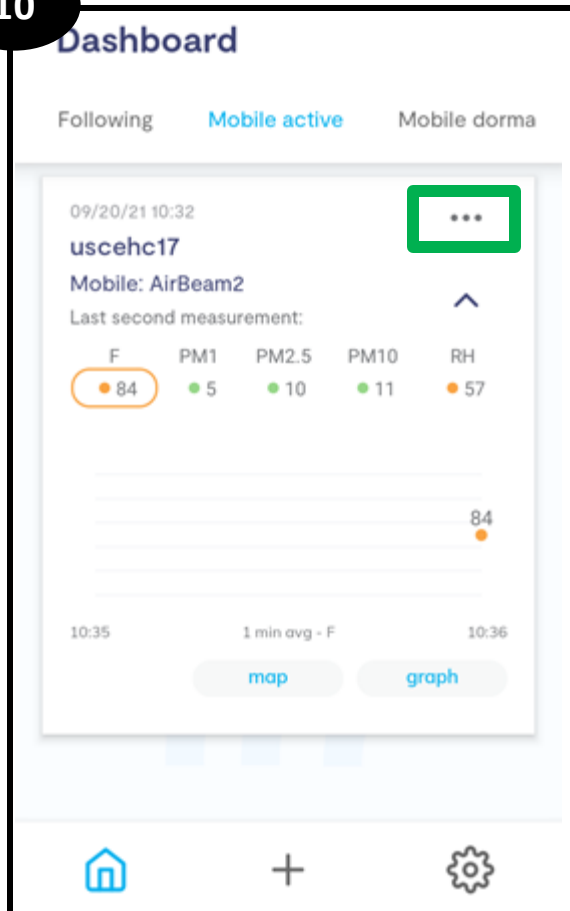 10
Dashboard
Following Mobile active Mobile dorma
09/20/21 10:32
uscehc17
Mobile: AirBeam2
Last second measurement:
F PM1 PM2.5 PM10 RH
84 5 10 11 57
84
10:35 1 min avg - F 10:36
map graph